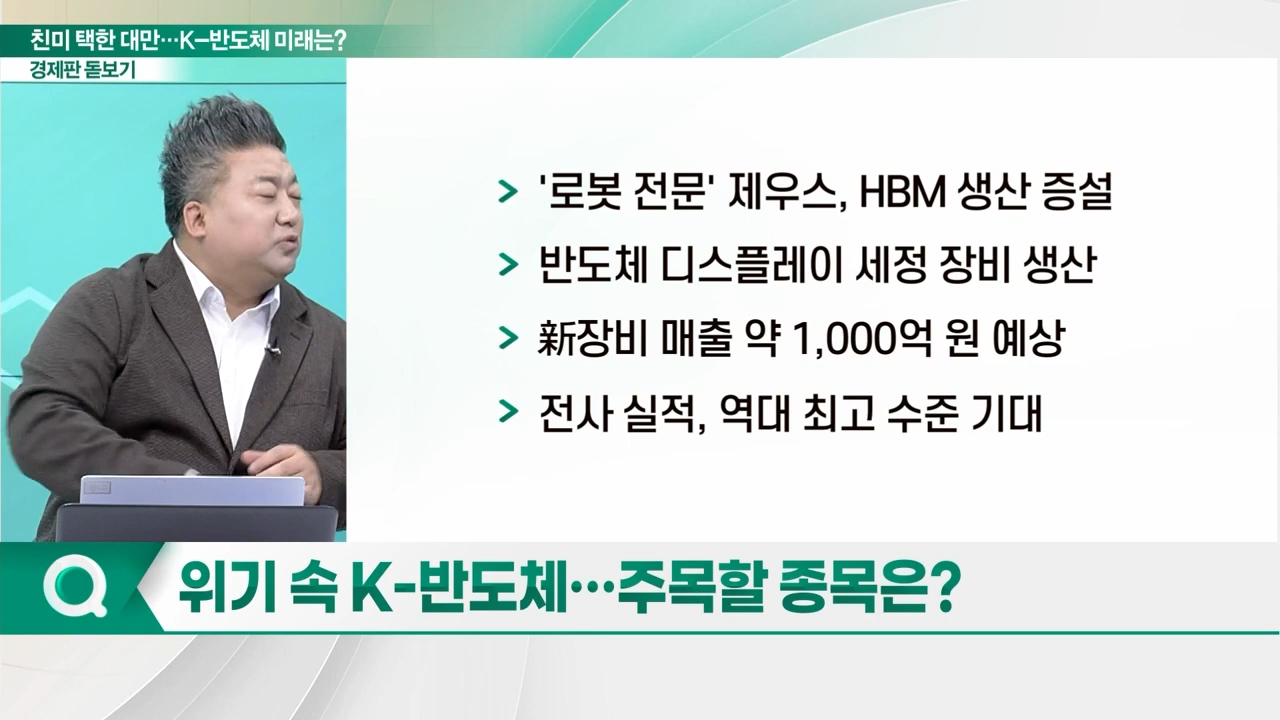 친미 택한 대만…K-반도체 미래는?
경제판 돋보기
> '로봇 전문' 제우스, HBM 생산 증설
> 반도체 디스플레이 세정 장비 생산
> 新장비 매출 약 1,000억 원 예상
> 전사 실적, 역대 최고 수준 기대
위기 속 K-반도체…주목할 종목은?